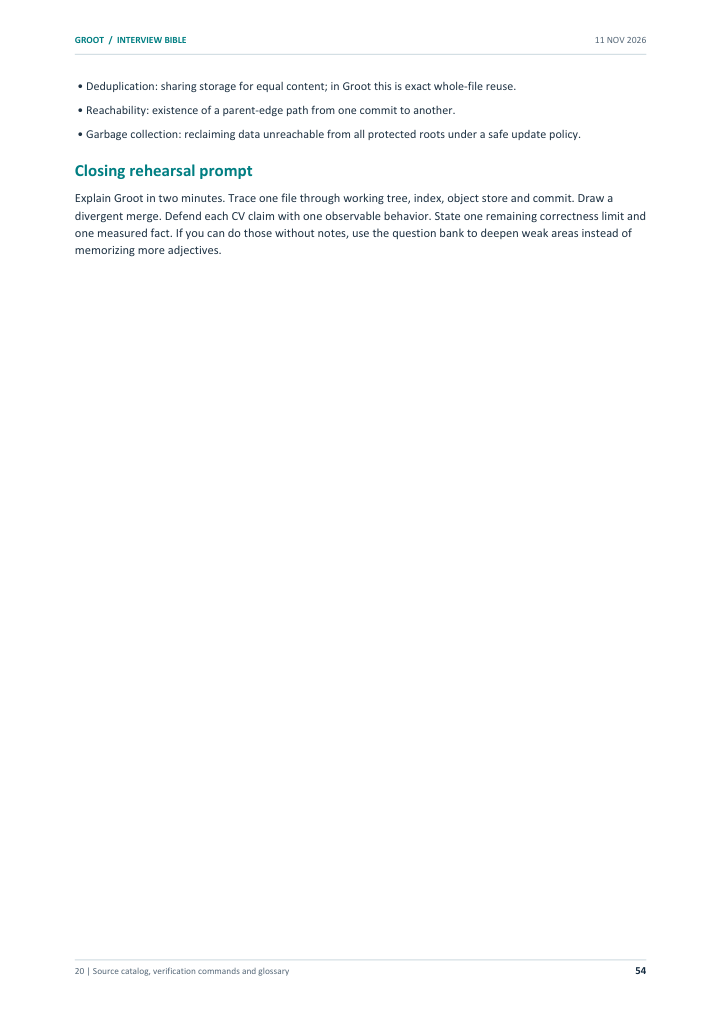 GROOT / INTERVIEW BIBLE
11 NOV 2026
• Deduplication: sharing storage for equal content; in Groot this is exact whole-file reuse.
• Reachability: existence of a parent-edge path from one commit to another.
• Garbage collection: reclaiming data unreachable from all protected roots under a safe update policy.
Closing rehearsal prompt
Explain Groot in two minutes. Trace one file through working tree, index, object store and commit. Draw a
divergent merge. Defend each CV claim with one observable behavior. State one remaining correctness limit and
one measured fact. If you can do those without notes, use the question bank to deepen weak areas instead of
memorizing more adjectives.
20 | Source catalog, verification commands and glossary
54